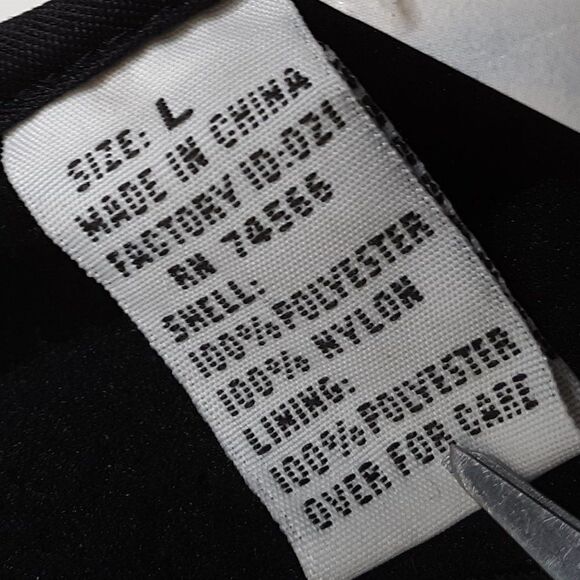 SIZE: L
MADE IN CHINA
FACTORY ID:021
RN 74566
SHELL:
100% POLYESTER
100% NYLON
LINING:
100% POLYESTER
OVER FOR CARE